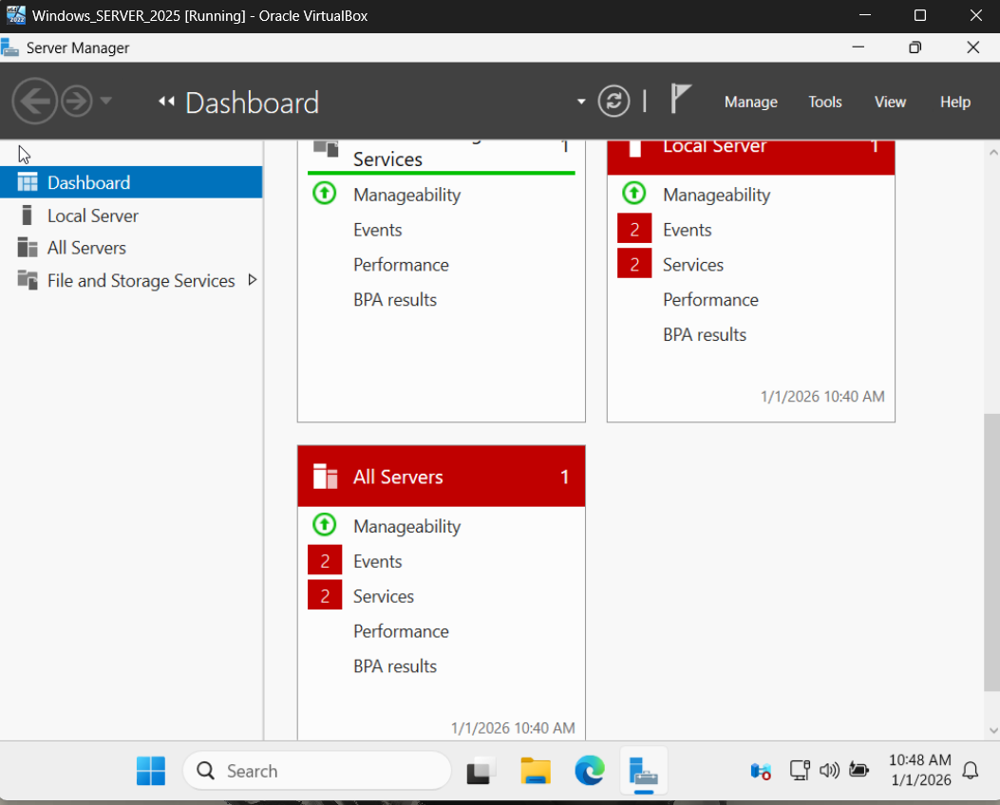 Windows_SERVER_2025 [Running] - Oracle VirtualBox
Server Manager
Dashboard
Manage
Tools
View
Help
Dashboard
Local Server
All Servers
File and Storage Services
Services
1
Manageability
Events
Performance
BPA results
Local Server
1
Manageability
2 Events
2 Services
Performance
BPA results
1/1/2026 10:40 AM
All Servers
1
Manageability
2 Events
2 Services
Performance
BPA results
1/1/2026 10:40 AM
Search
10:48 AM
1/1/2026